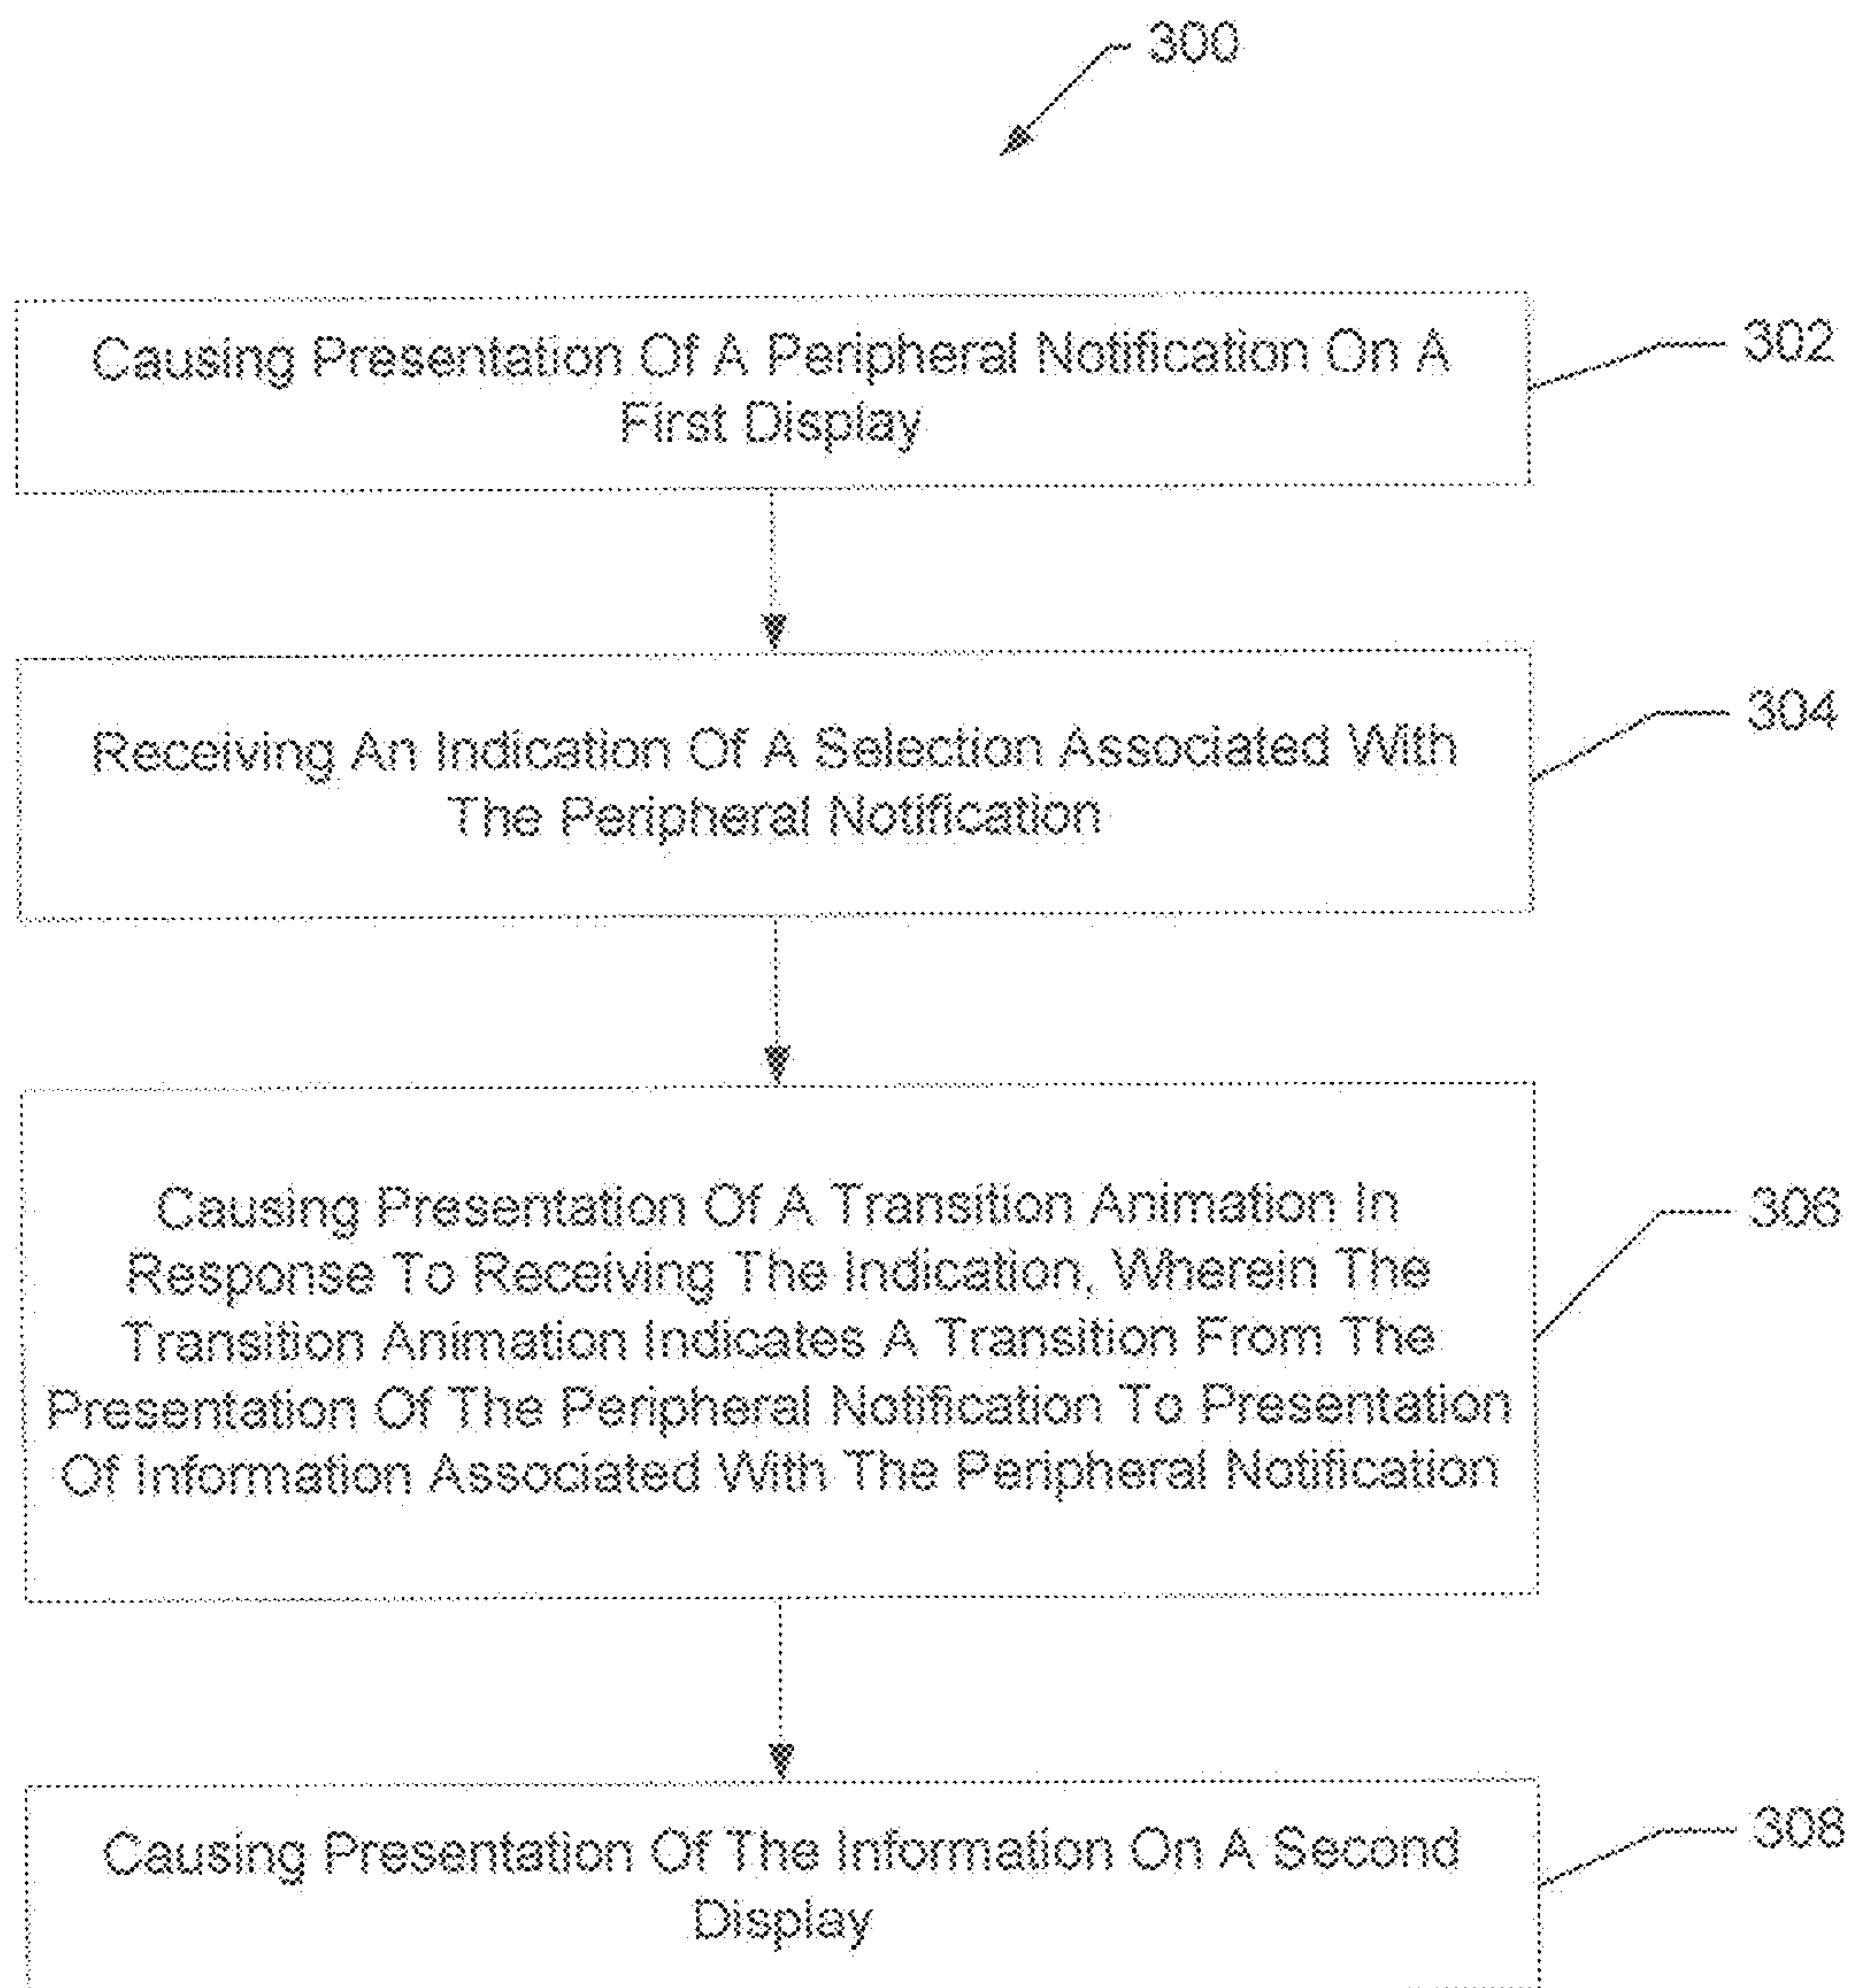 300
Causing Presentation Of A Peripheral Notification On A
First Display
302
Receiving An Indication Of A Selection Associated With
The Peripheral Notification
304
Causing Presentation Of A Transition Animation In
Response To Receiving The Indication, Wherein The
Transition Animation Indicates A Transition From The
Presentation Of The Peripheral Notification To Presentation
Of Information Associated With The Peripheral Notification
306
Causing Presentation Of The Information On A Second
Display
308